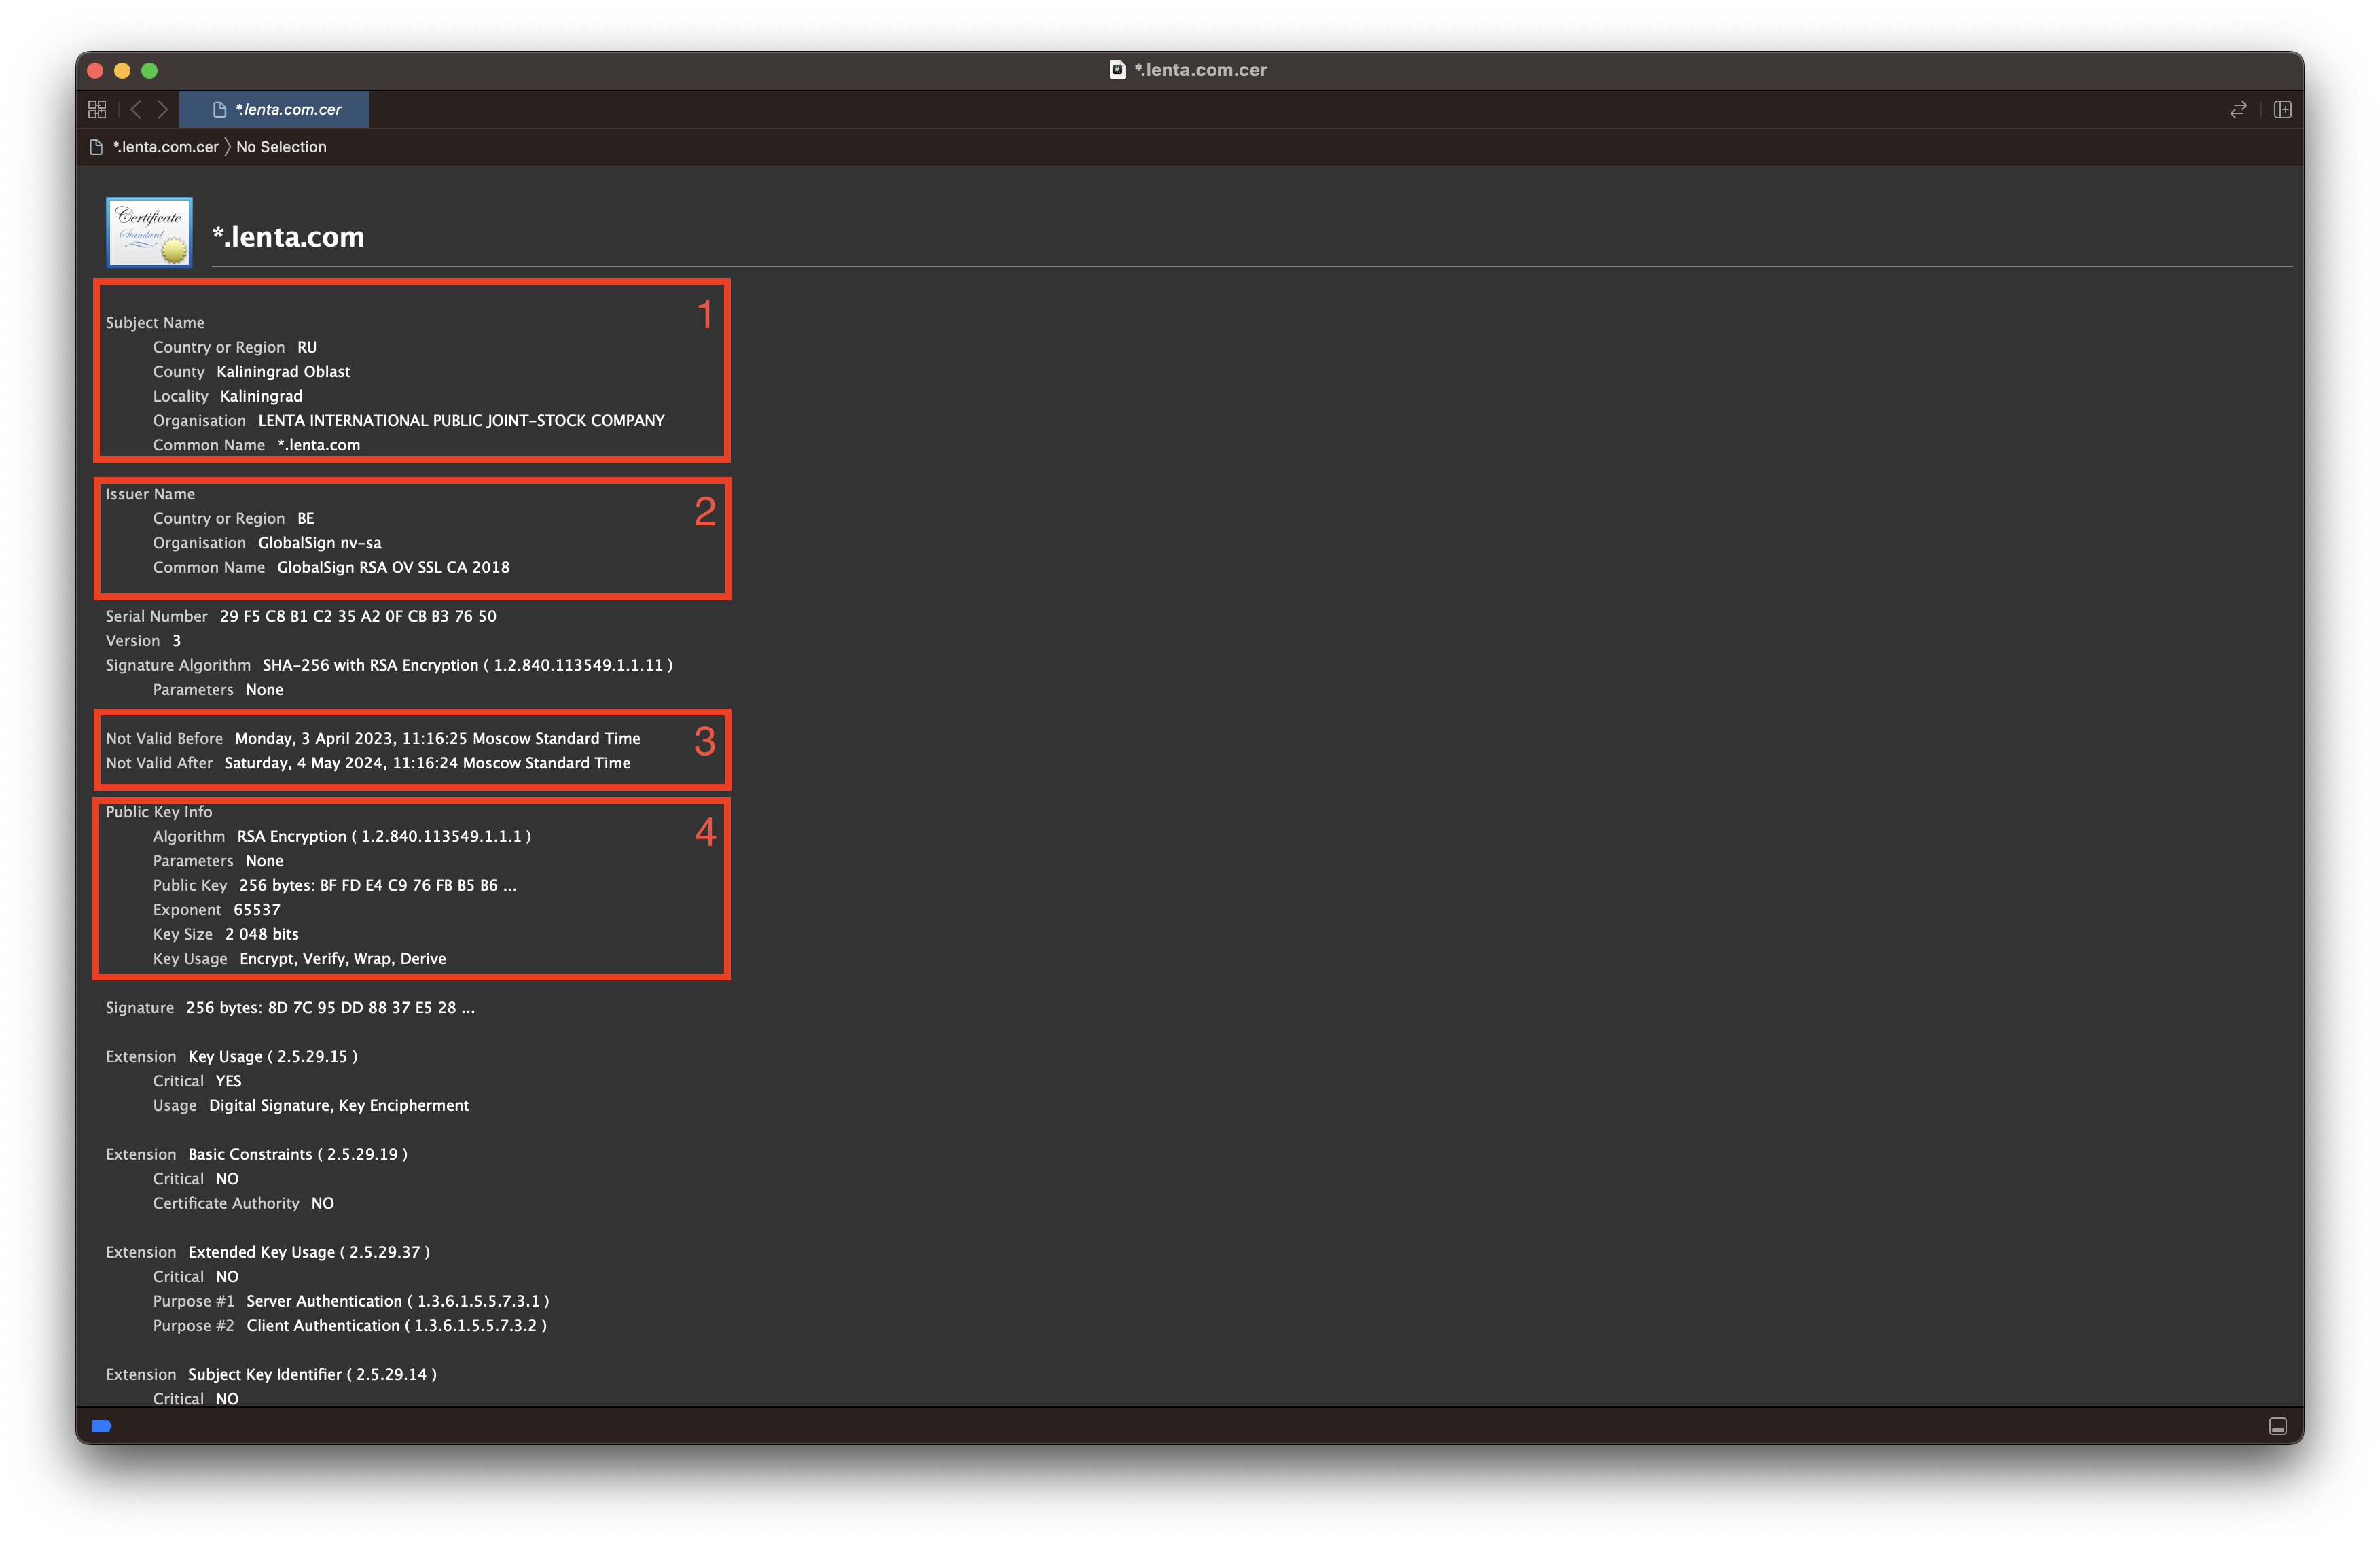 *.lenta.com.cer
*.lenta.com.cer
*.lenta.com.cer 〉 No Selection
Certificate
Standard
*.lenta.com
1
Subject Name
Country or Region RU
County Kaliningrad Oblast
Locality Kaliningrad
Organisation LENTA INTERNATIONAL PUBLIC JOINT-STOCK COMPANY
Common Name *.lenta.com
2
Issuer Name
Country or Region BE
Organisation GlobalSign nv-sa
Common Name GlobalSign RSA OV SSL CA 2018
Serial Number 29 F5 C8 B1 C2 35 A2 0F CB B3 76 50
Version 3
Signature Algorithm SHA-256 with RSA Encryption ( 1.2.840.113549.1.1.11 )
Parameters None
3
Not Valid Before Monday, 3 April 2023, 11:16:25 Moscow Standard Time
Not Valid After Saturday, 4 May 2024, 11:16:24 Moscow Standard Time
Public Key Info
4
Algorithm RSA Encryption ( 1.2.840.113549.1.1.1 )
Parameters None
Public Key 256 bytes: BF FD E4 C9 76 FB B5 B6 ...
Exponent 65537
Key Size 2 048 bits
Key Usage Encrypt, Verify, Wrap, Derive
Signature 256 bytes: 8D 7C 95 DD 88 37 E5 28 ...
Extension Key Usage ( 2.5.29.15 )
Critical YES
Usage Digital Signature, Key Encipherment
Extension Basic Constraints ( 2.5.29.19 )
Critical NO
Certificate Authority NO
Extension Extended Key Usage ( 2.5.29.37 )
Critical NO
Purpose #1 Server Authentication ( 1.3.6.1.5.5.7.3.1 )
Purpose #2 Client Authentication ( 1.3.6.1.5.5.7.3.2 )
Extension Subject Key Identifier ( 2.5.29.14 )
Critical NO